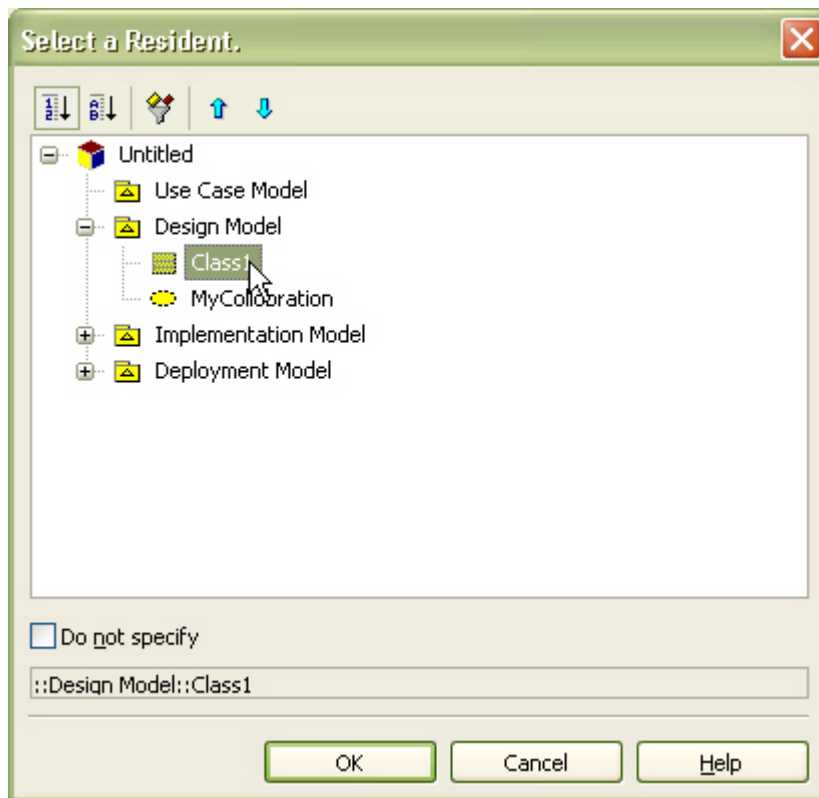 Select a Resident.
Untitled
Use Case Model
Design Model
Class1
MyCollobration
Implementation Model
Deployment Model
Do not specify
::Design Model::Class1
OK Cancel Help